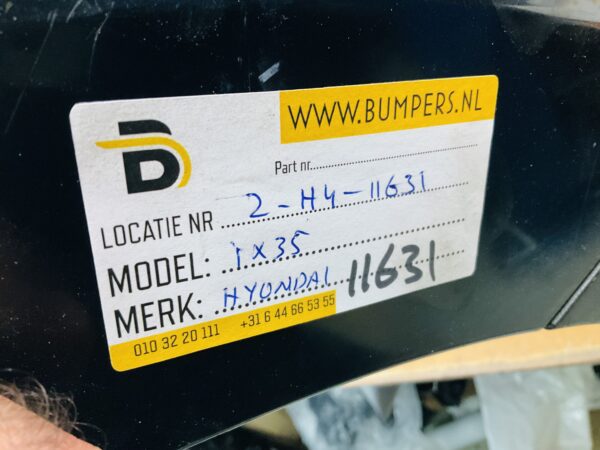 WWW.BUMPERS.NL
Part nr.
LOCATIE NR 2-H4-11631
MODEL: IX35
MERK: HYUNDAI 11631
010 32 20 111 +31 6 44 66 53 55